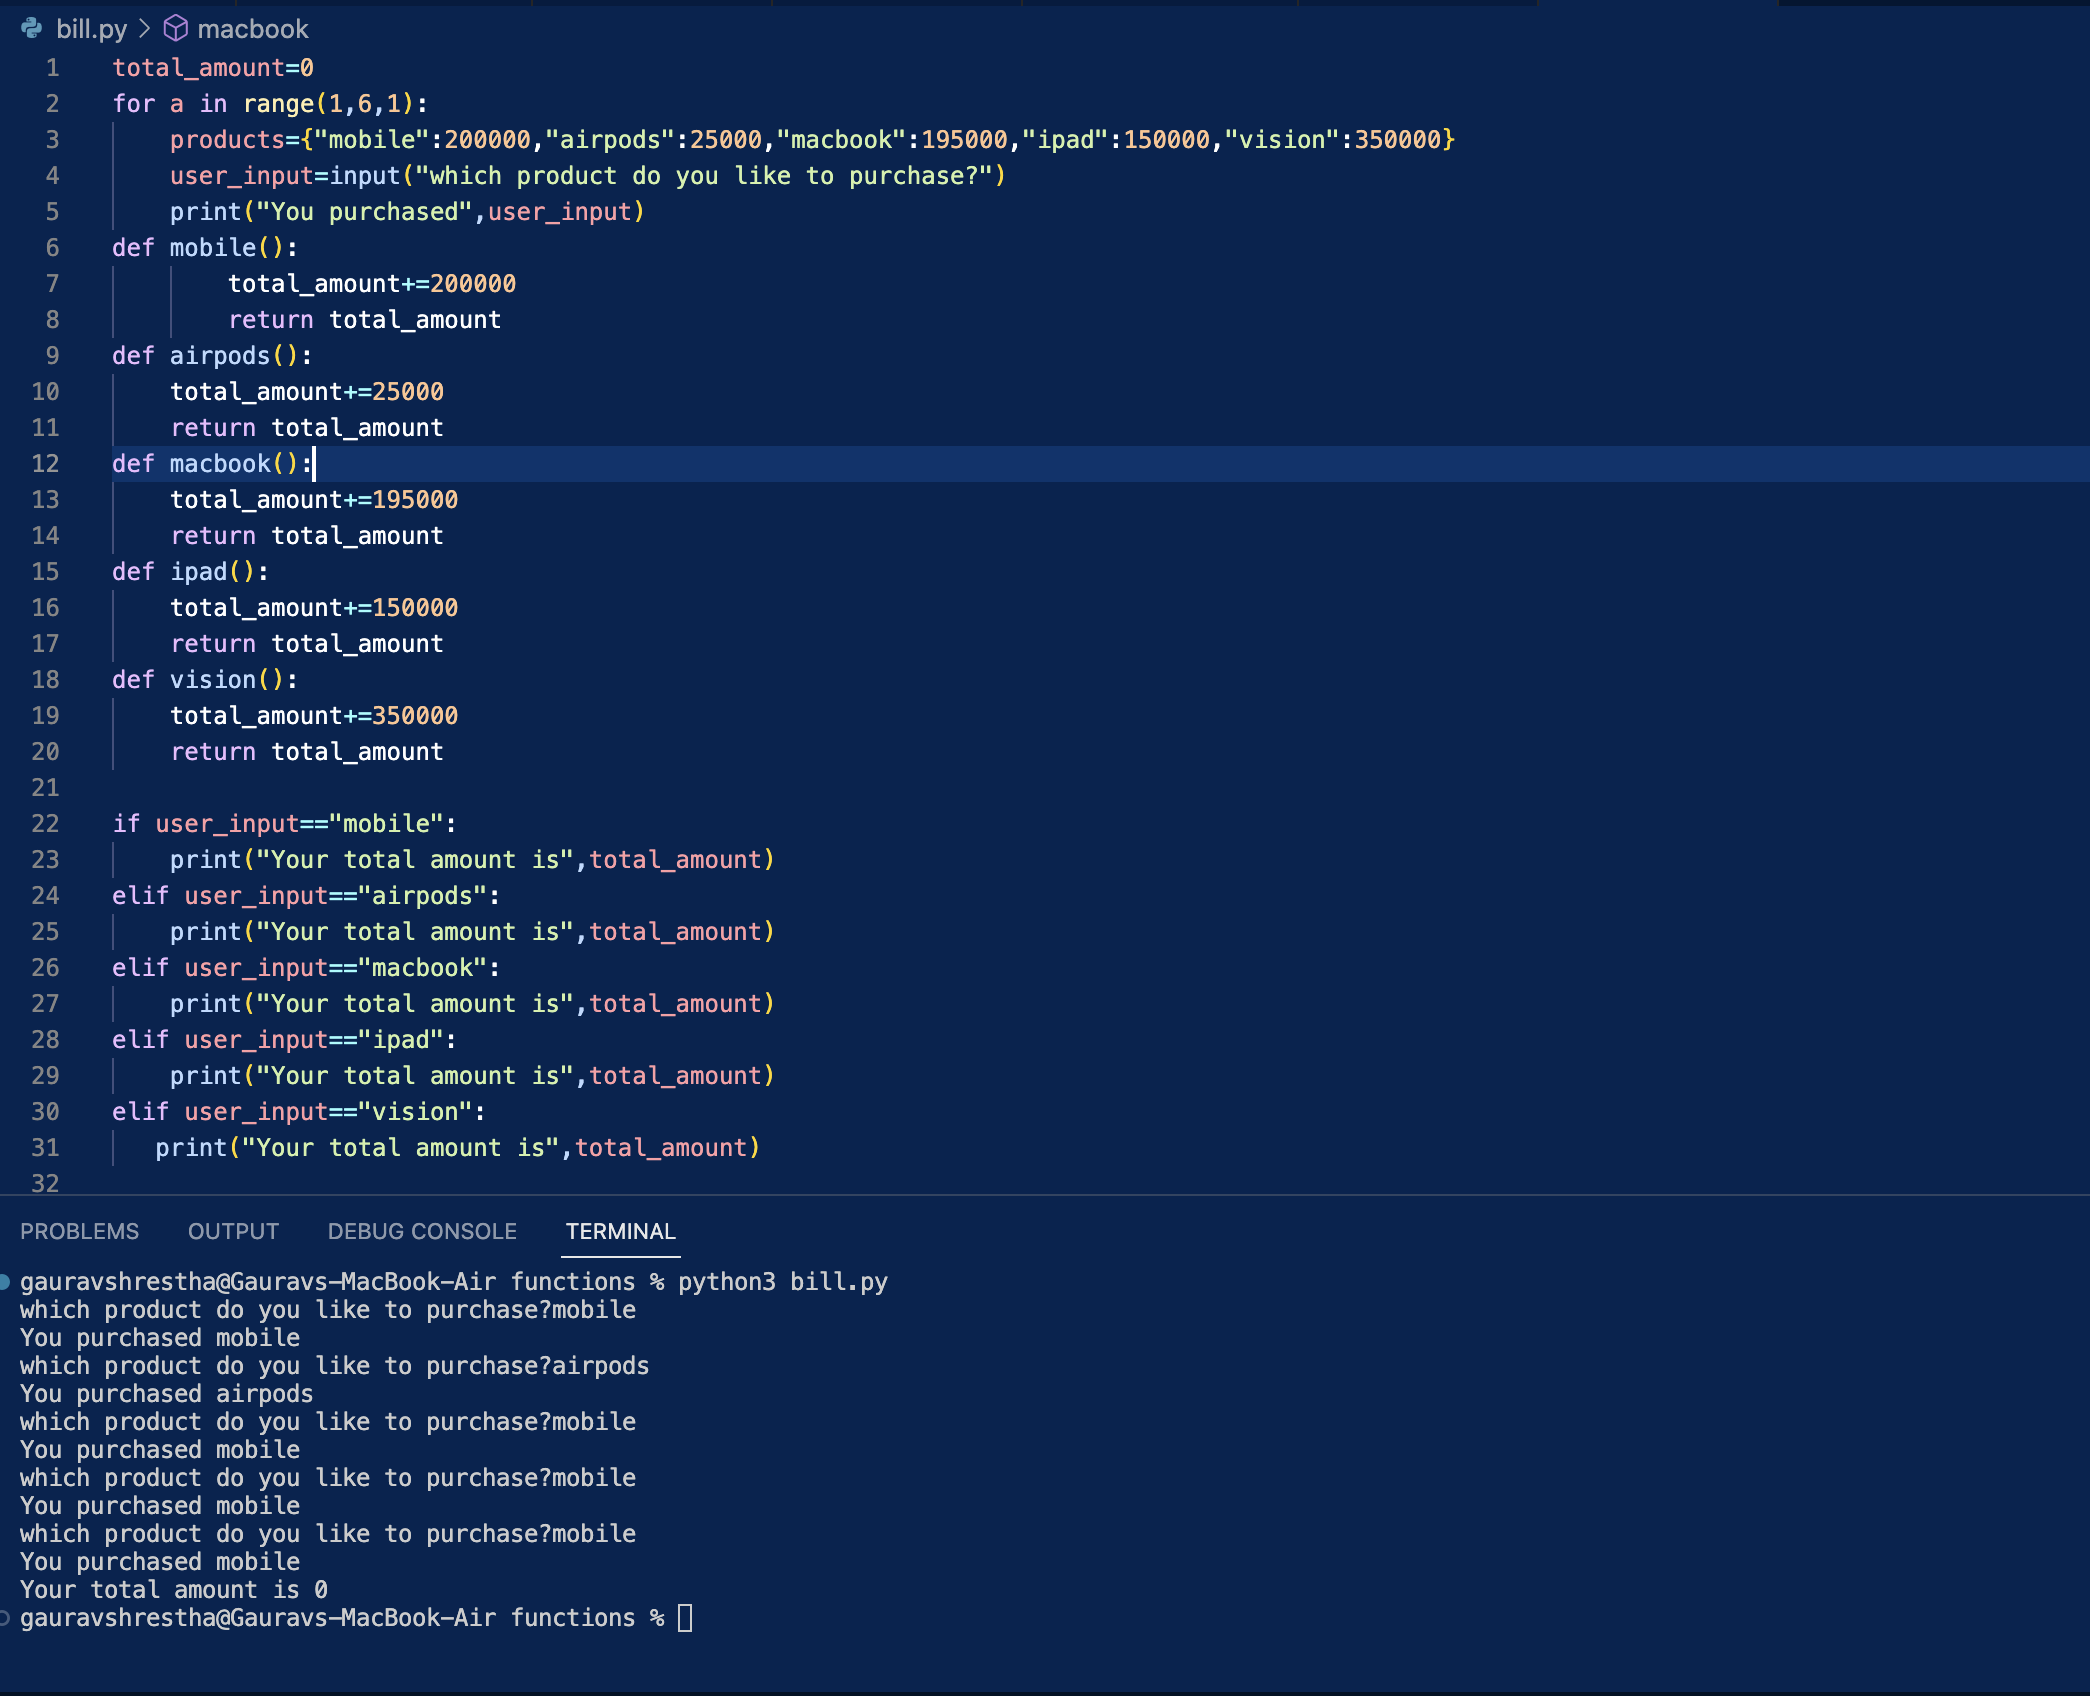 bill.py > macbook
1 total_amount=0
2 for a in range(1,6,1):
3     products={"mobile":200000,"airpods":25000,"macbook":195000,"ipad":150000,"vision":350000}
4     user_input=input("which product do you like to purchase?")
5     print("You purchased",user_input)
6 def mobile():
7         total_amount+=200000
8         return total_amount
9 def airpods():
10     total_amount+=25000
11     return total_amount
12 def macbook():
13     total_amount+=195000
14     return total_amount
15 def ipad():
16     total_amount+=150000
17     return total_amount
18 def vision():
19     total_amount+=350000
20     return total_amount
21
22 if user_input=="mobile":
23     print("Your total amount is",total_amount)
24 elif user_input=="airpods":
25     print("Your total amount is",total_amount)
26 elif user_input=="macbook":
27     print("Your total amount is",total_amount)
28 elif user_input=="ipad":
29     print("Your total amount is",total_amount)
30 elif user_input=="vision":
31    print("Your total amount is",total_amount)
32
PROBLEMS OUTPUT DEBUG CONSOLE TERMINAL
gauravshrestha@Gauravs-MacBook-Air functions % python3 bill.py
which product do you like to purchase?mobile
You purchased mobile
which product do you like to purchase?airpods
You purchased airpods
which product do you like to purchase?mobile
You purchased mobile
which product do you like to purchase?mobile
You purchased mobile
which product do you like to purchase?mobile
You purchased mobile
Your total amount is 0
gauravshrestha@Gauravs-MacBook-Air functions %